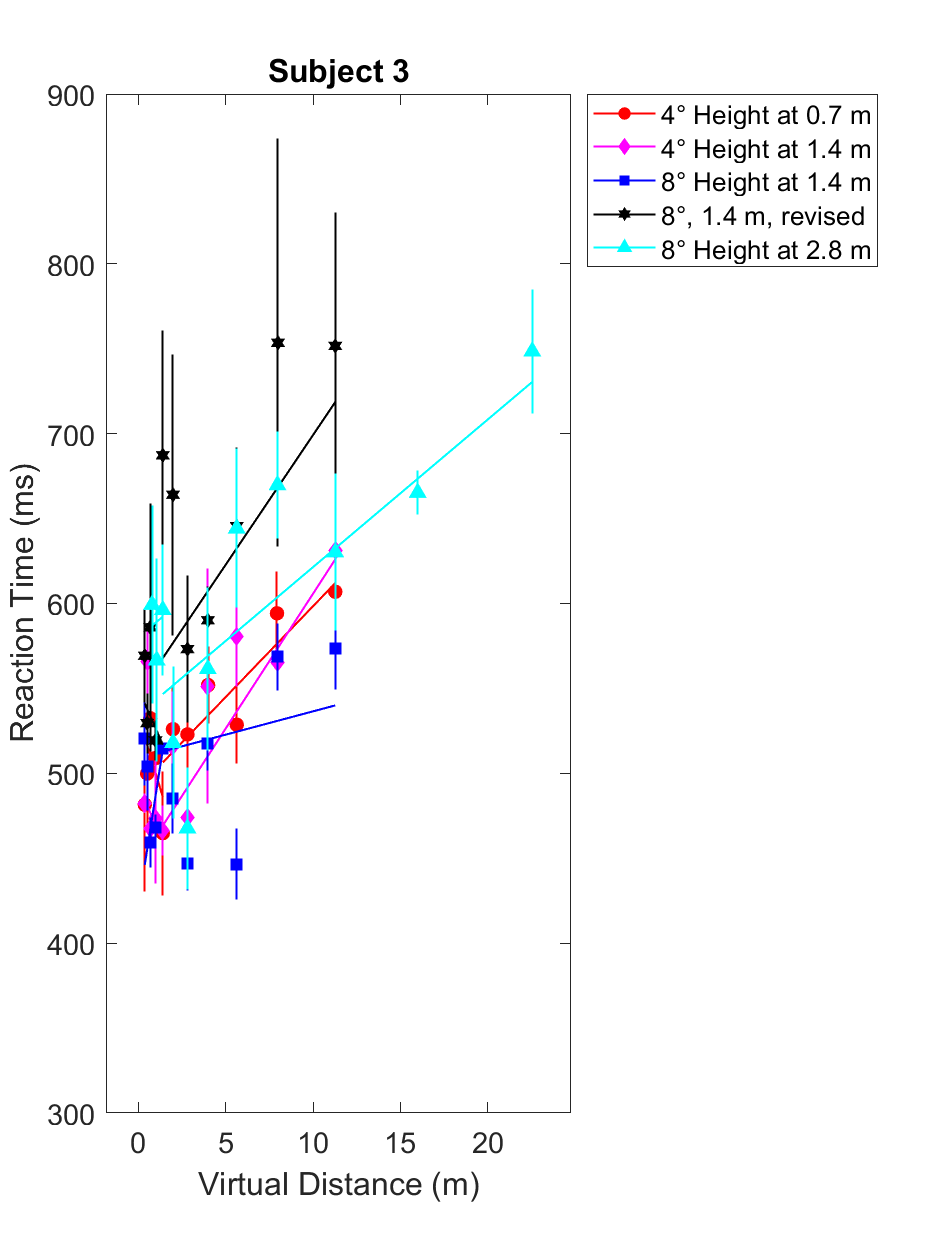 Subject 3
900
800
700
600
500
400
300
Reaction Time (ms)
0 5 10 15 20
Virtual Distance (m)
4° Height at 0.7 m
4° Height at 1.4 m
8° Height at 1.4 m
8°, 1.4 m, revised
8° Height at 2.8 m